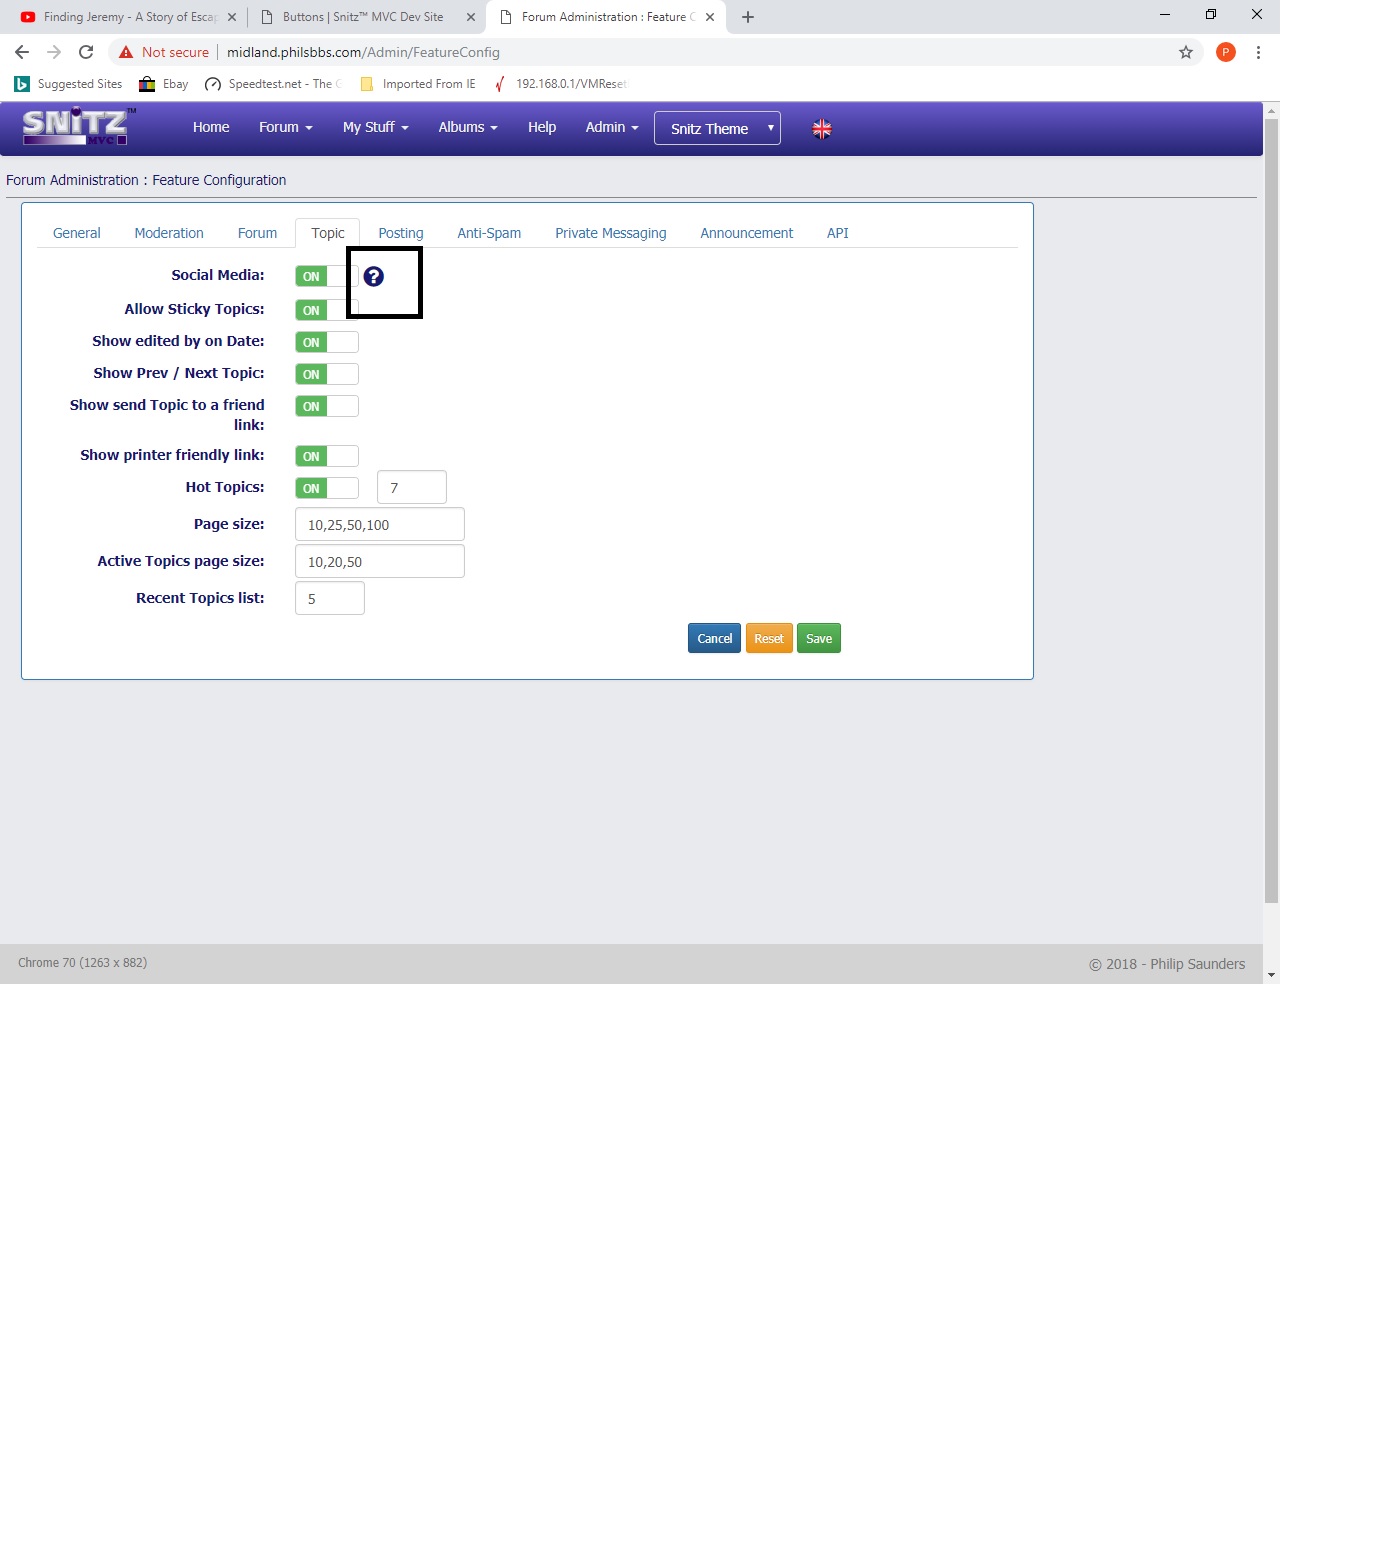 Finding Jeremy - A Story of Escap
Buttons | Snitz™ MVC Dev Site
Forum Administration : Feature C
Not secure
midland.philsbbs.com/Admin/FeatureConfig
P
Suggested Sites
Ebay
Speedtest.net - The G
Imported From IE
192.168.0.1/VMReset
SNiTZ™
MVC
Home
Forum
My Stuff
Albums
Help
Admin
Snitz Theme
Forum Administration : Feature Configuration
General
Moderation
Forum
Topic
Posting
Anti-Spam
Private Messaging
Announcement
API
Social Media: ON ?
Allow Sticky Topics: ON
Show edited by on Date: ON
Show Prev / Next Topic: ON
Show send Topic to a friend ON
link:
Show printer friendly link: ON
Hot Topics: ON 7
Page size: 10,25,50,100
Active Topics page size: 10,20,50
Recent Topics list: 5
Cancel Reset Save
Chrome 70 (1263 x 882)
© 2018 - Philip Saunders